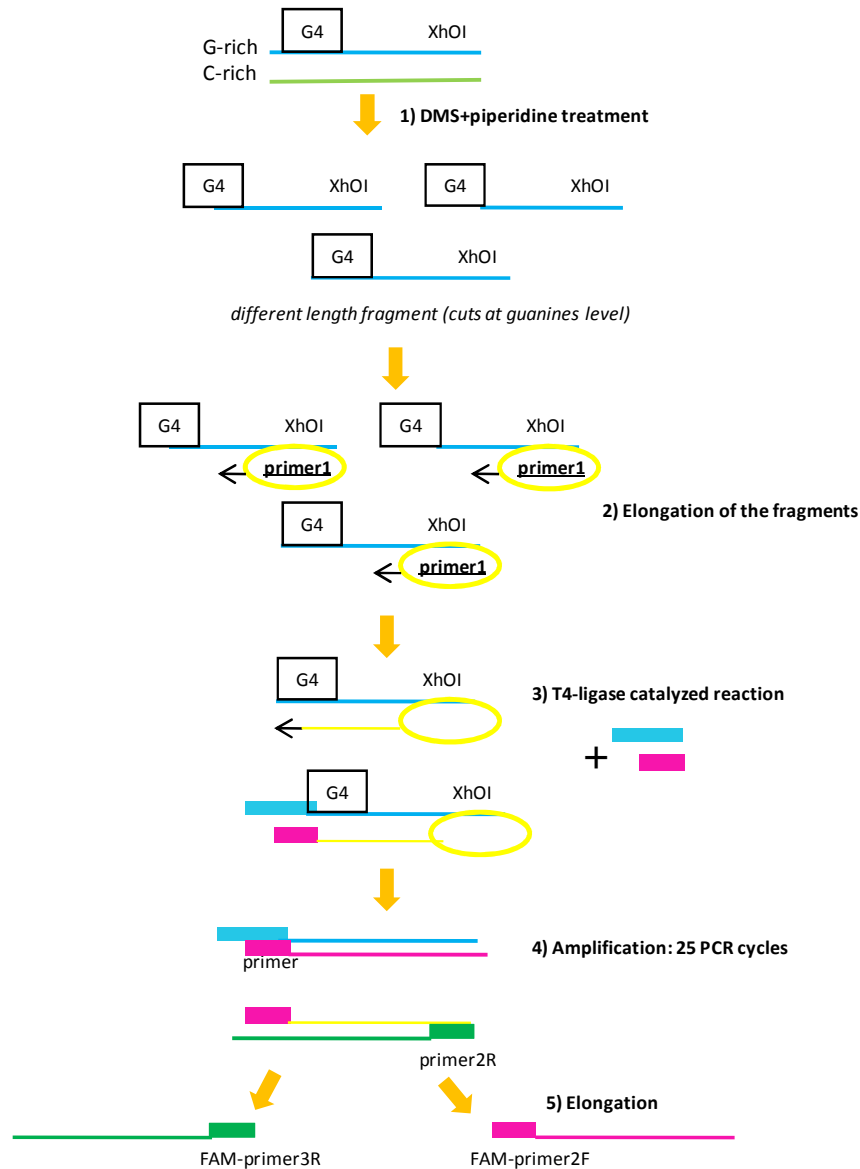 G4 XhOI
G-rich
C-rich
1) DMS+piperidine treatment
G4 XhOI G4 XhOI
G4 XhOI
different length fragment (cuts at guanines level)
G4 XhOI G4 XhOI
primer1 primer1
2) Elongation of the fragments
G4 XhOI
primer1
3) T4-ligase catalyzed reaction
G4 XhOI
+
G4 XhOI
4) Amplification: 25 PCR cycles
primer
primer2R
5) Elongation
FAM-primer3R FAM-primer2F